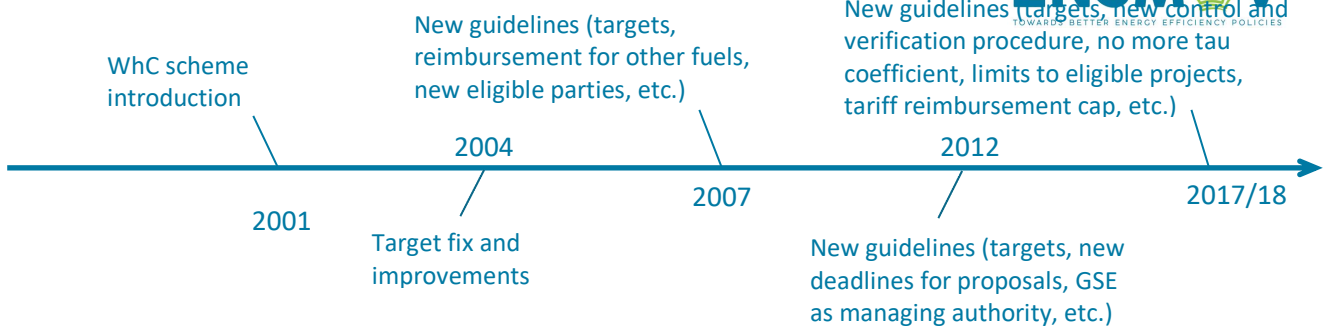 TOWARDS BETTER ENERGY EFFICIENCY POLICIES
WhC scheme
introduction
New guidelines (targets,
reimbursement for other fuels,
new eligible parties, etc.)
New guidelines (targets, new control and
verification procedure, no more tau
coefficient, limits to eligible projects,
tariff reimbursement cap, etc.)
2004
2012
2001
2007
2017/18
Target fix and
improvements
New guidelines (targets, new
deadlines for proposals, GSE
as managing authority, etc.)